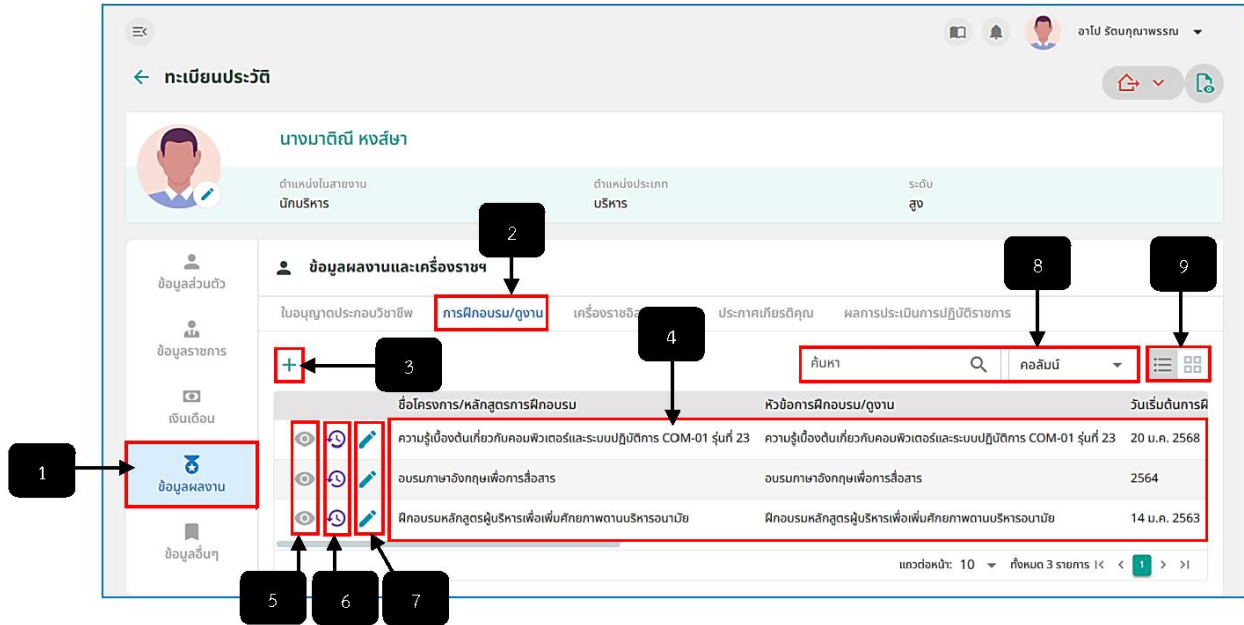 อาโป รัตนกุณาพรรณ
ทะเบียนประวัติ
นางมาติณี หงส์ษา
ตำแหน่งในสายงาน ตำแหน่งประเภท ระดับ
นักบริหาร บริหาร สูง
2
8
9
ข้อมูลส่วนตัว
ข้อมูลผลงานและเครื่องราชฯ
ใบอนุญาตประกอบวิชาชีพ การฝึกอบรม/ดูงาน ประกาศเกียรติคุณ ผลการประเมินการปฏิบัติราชการ
4
ข้อมูลราชการ
+ 3 ค้นหา คอลัมน์
เงินเดือน
ชื่อโครงการ/หลักสูตรการฝึกอบรม หัวข้อการฝึกอบรม/ดูงาน วันเริ่มต้นการฝึ
ความรู้เบื้องต้นเกี่ยวกับคอมพิวเตอร์และระบบปฏิบัติการ COM-01 รุ่นที่ 23 ความรู้เบื้องต้นเกี่ยวกับคอมพิวเตอร์และระบบปฏิบัติการ COM-01 รุ่นที่ 23 20 ม.ค. 2568
1
ข้อมูลผลงาน
อบรมภาษาอังกฤษเพื่อการสื่อสาร อบรมภาษาอังกฤษเพื่อการสื่อสาร 2564
ฝึกอบรมหลักสูตรผู้บริหารเพื่อเพิ่มศักยภาพดานบริหารอนามัย ฝึกอบรมหลักสูตรผู้บริหารเพื่อเพิ่มศักยภาพดานบริหารอนามัย 14 ม.ค. 2563
ข้อมูลอื่นๆ
แถวต่อหน้า: 10 ทั้งหมด 3 รายการ |< < 1 > >|
5 6 7